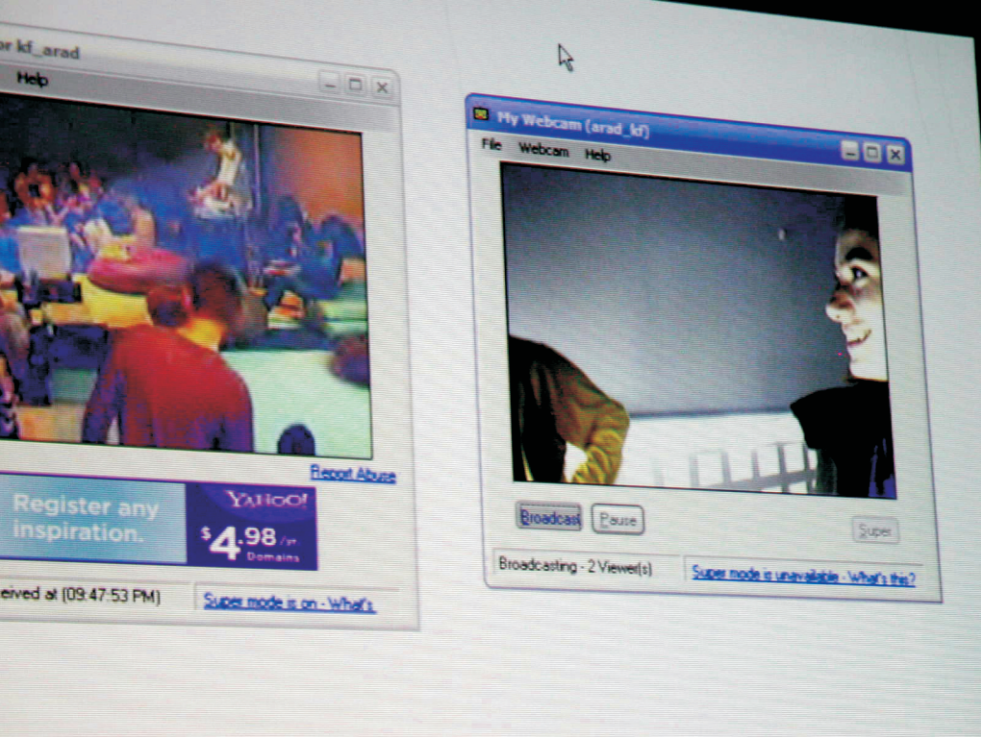 or kf_arad
Help
Report Abuse
Register any
inspiration.
YAHOO!
$4.98 /yr
Domains
eived at (09:47:53 PM)
Super mode is on - What's
My Webcam (arad_kf)
File Webcam Help
Broadcast Pause
Super
Broadcasting - 2 Viewer(s)
Super mode is unavailable - What's this?